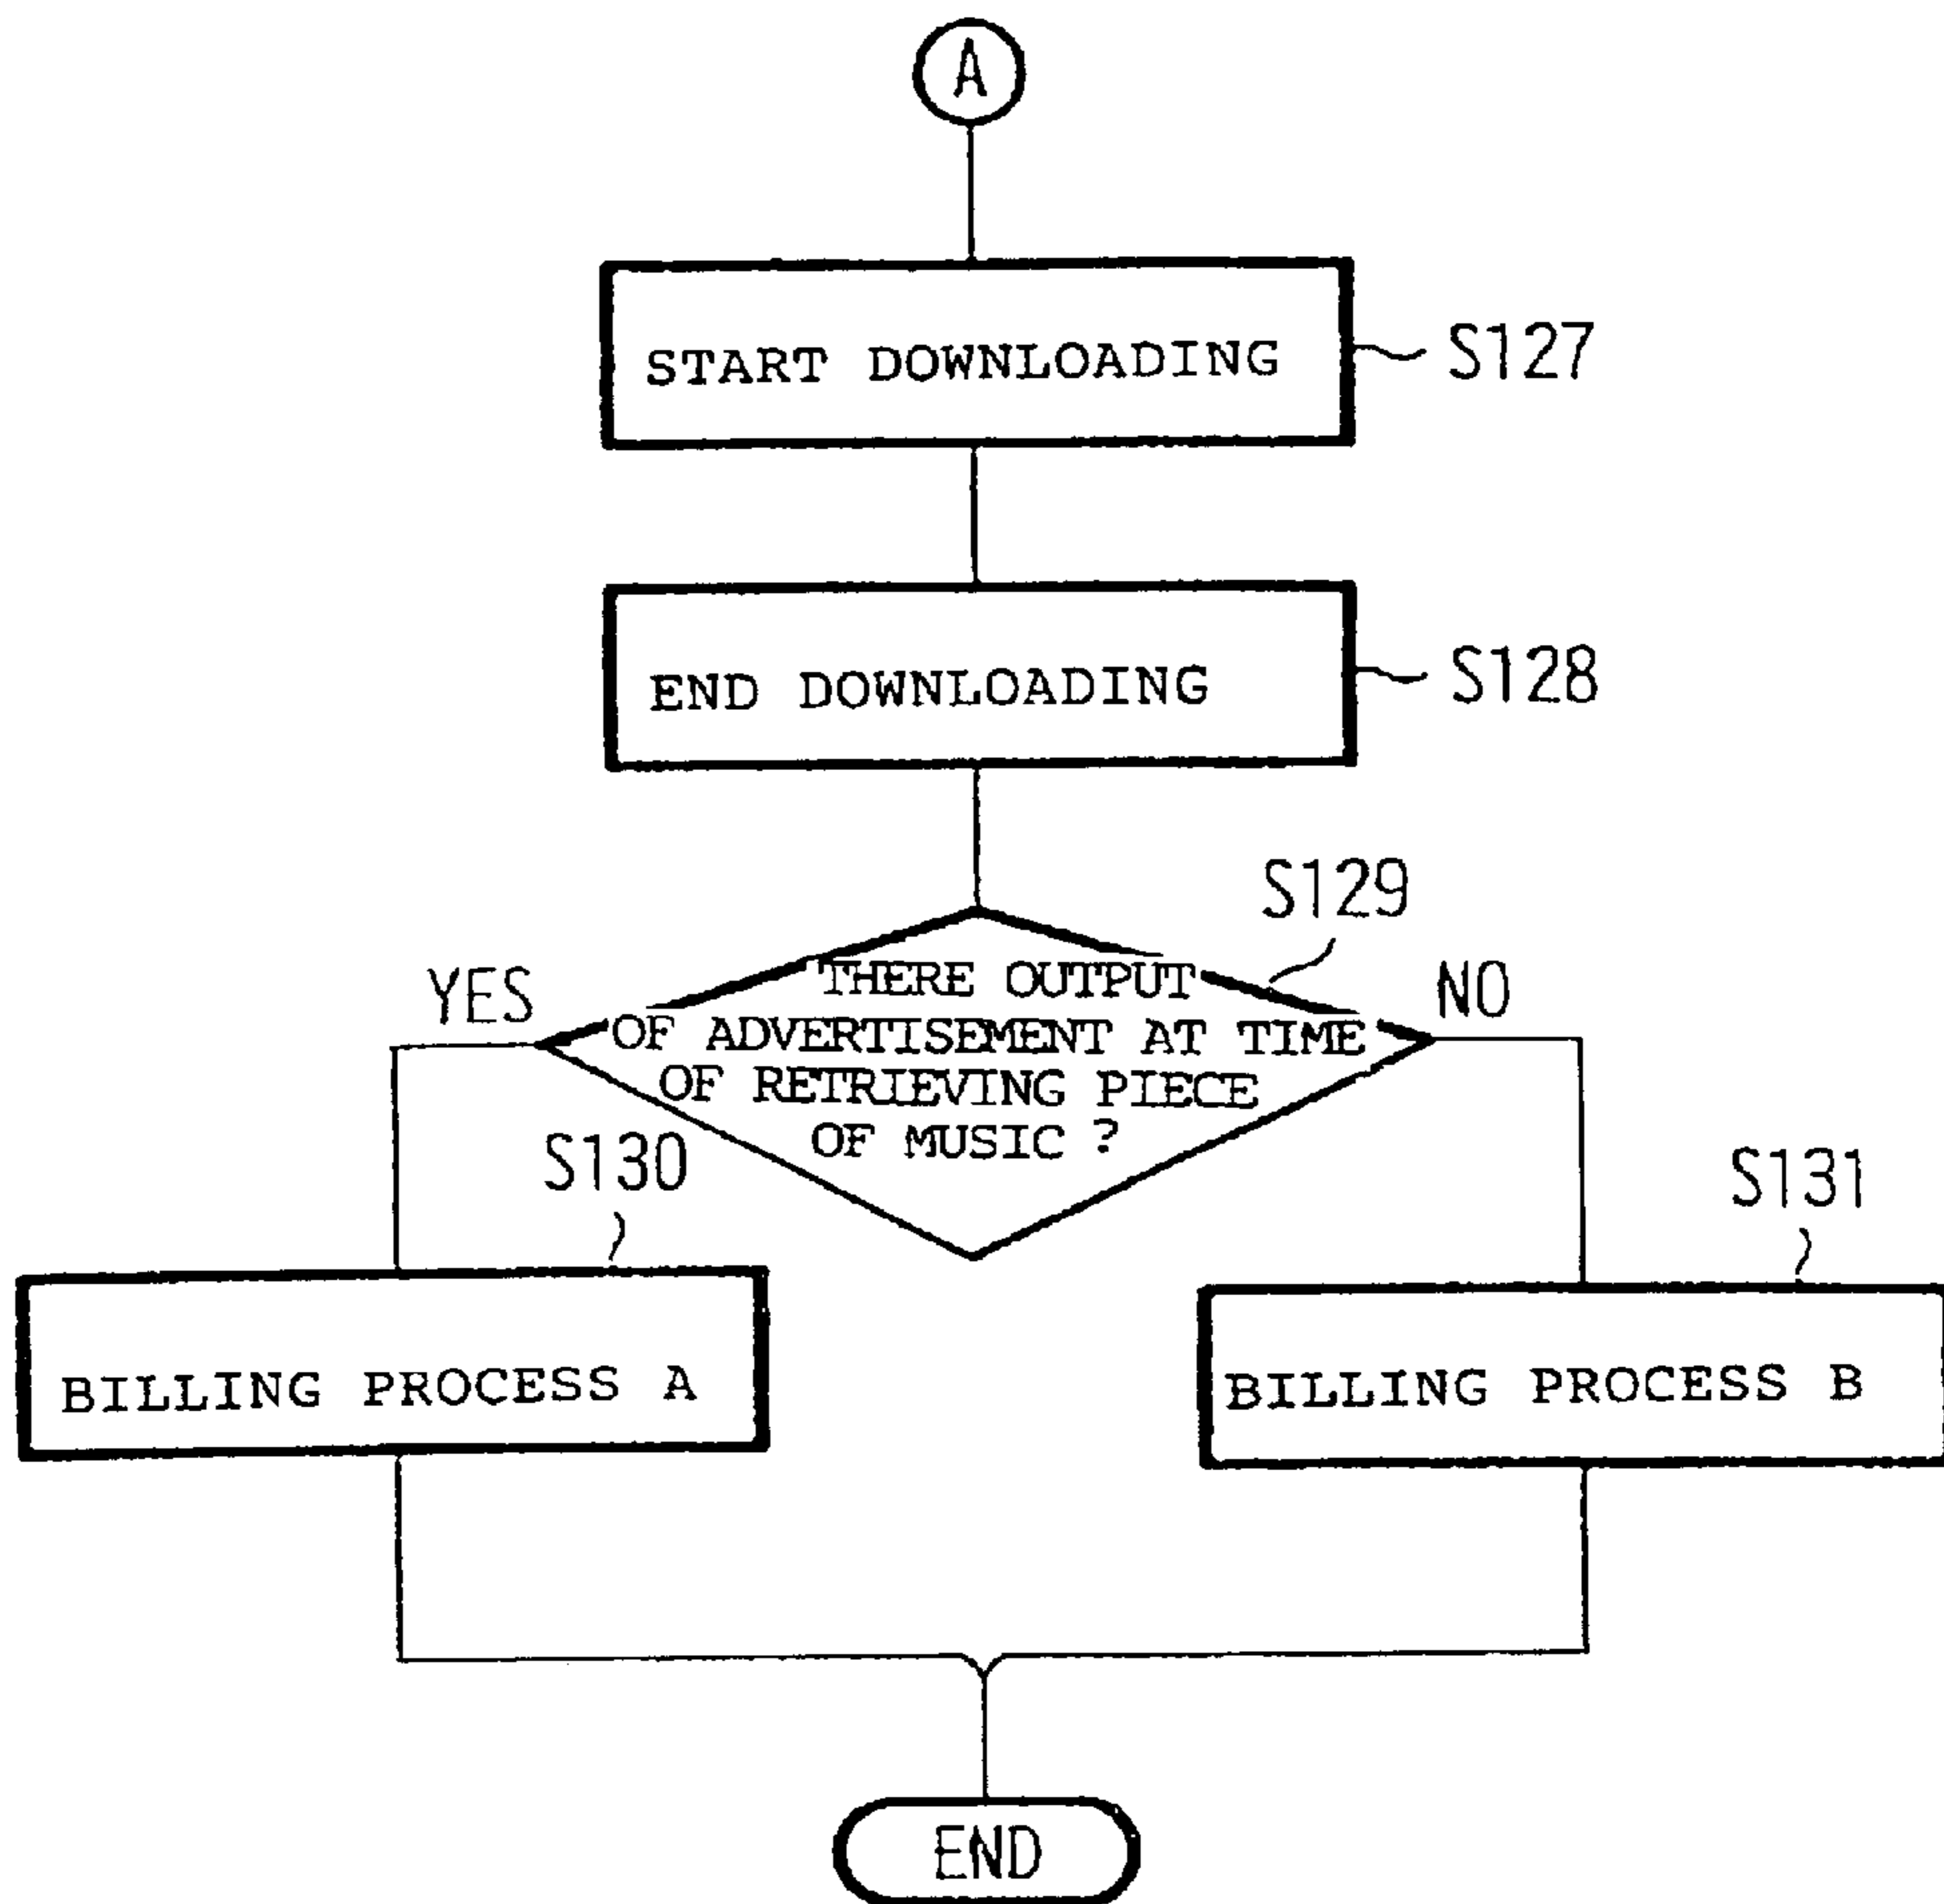 A
START DOWNLOADING
S127
END DOWNLOADING
S128
S129
YES
NO
THERE OUTPUT
OF ADVERTISEMENT AT TIME
OF RETRIEVING PIECE
OF MUSIC ?
S130
S131
BILLING PROCESS A
BILLING PROCESS B
END